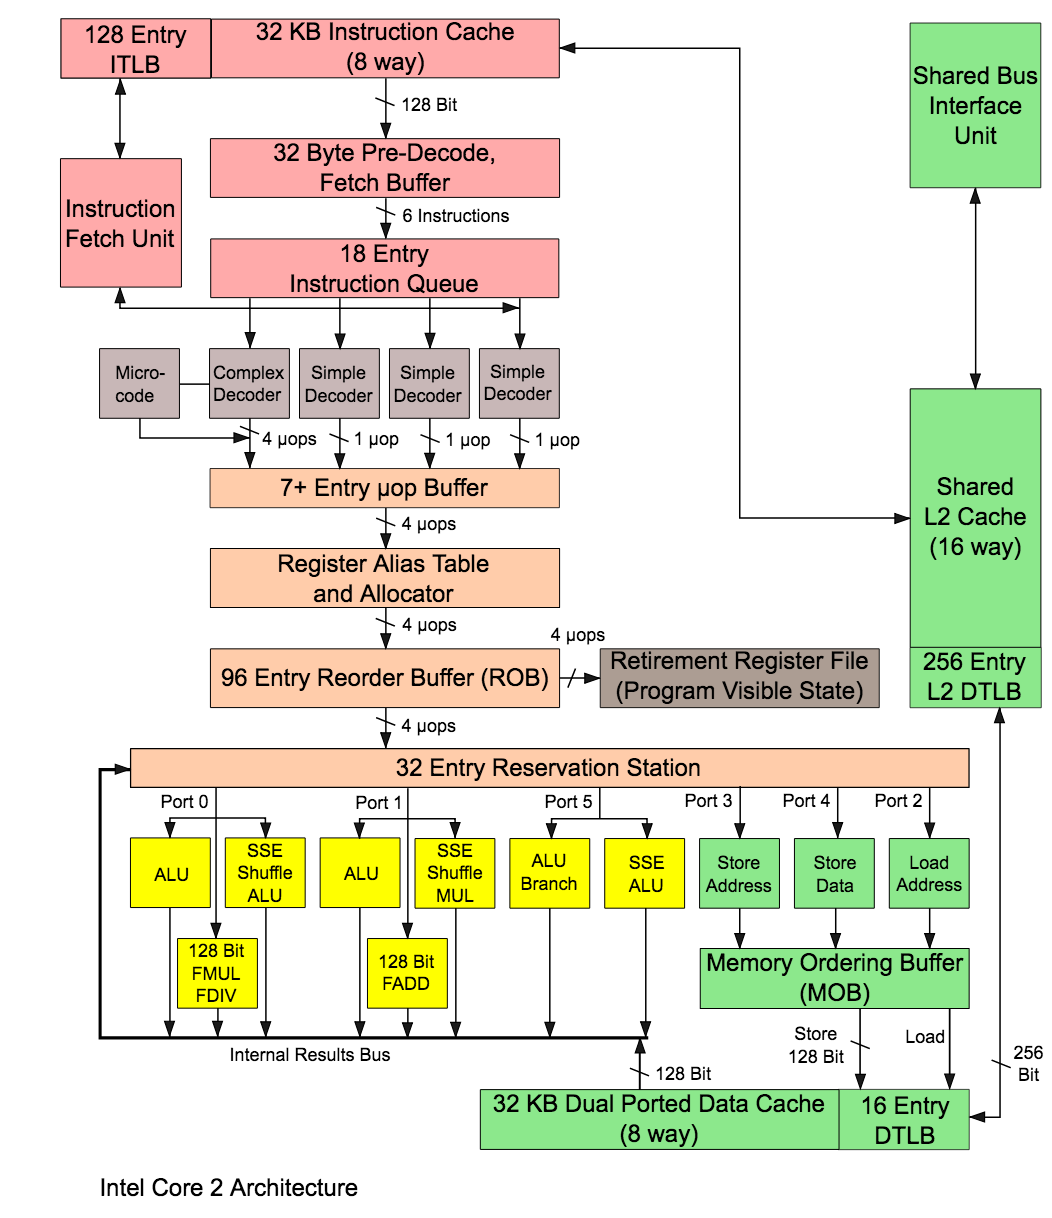 128 Entry
ITLB
32 KB Instruction Cache
(8 way)
Shared Bus
Interface
Unit
128 Bit
32 Byte Pre-Decode,
Fetch Buffer
Instruction
Fetch Unit
6 Instructions
18 Entry
Instruction Queue
Micro-
code
Complex
Decoder
Simple
Decoder
Simple
Decoder
Simple
Decoder
4 µops
1 µop
1 µop
1 µop
7+ Entry µop Buffer
Shared
L2 Cache
(16 way)
4 µops
Register Alias Table
and Allocator
4 µops
4 µops
96 Entry Reorder Buffer (ROB)
Retirement Register File
(Program Visible State)
256 Entry
L2 DTLB
4 µops
32 Entry Reservation Station
Port 0
Port 1
Port 5
Port 3
Port 4
Port 2
ALU
SSE
Shuffle
ALU
ALU
SSE
Shuffle
MUL
ALU
Branch
SSE
ALU
Store
Address
Store
Data
Load
Address
128 Bit
FMUL
FDIV
128 Bit
FADD
Memory Ordering Buffer
(MOB)
Internal Results Bus
Store
128 Bit
Load
256
Bit
128 Bit
32 KB Dual Ported Data Cache
(8 way)
16 Entry
DTLB
Intel Core 2 Architecture